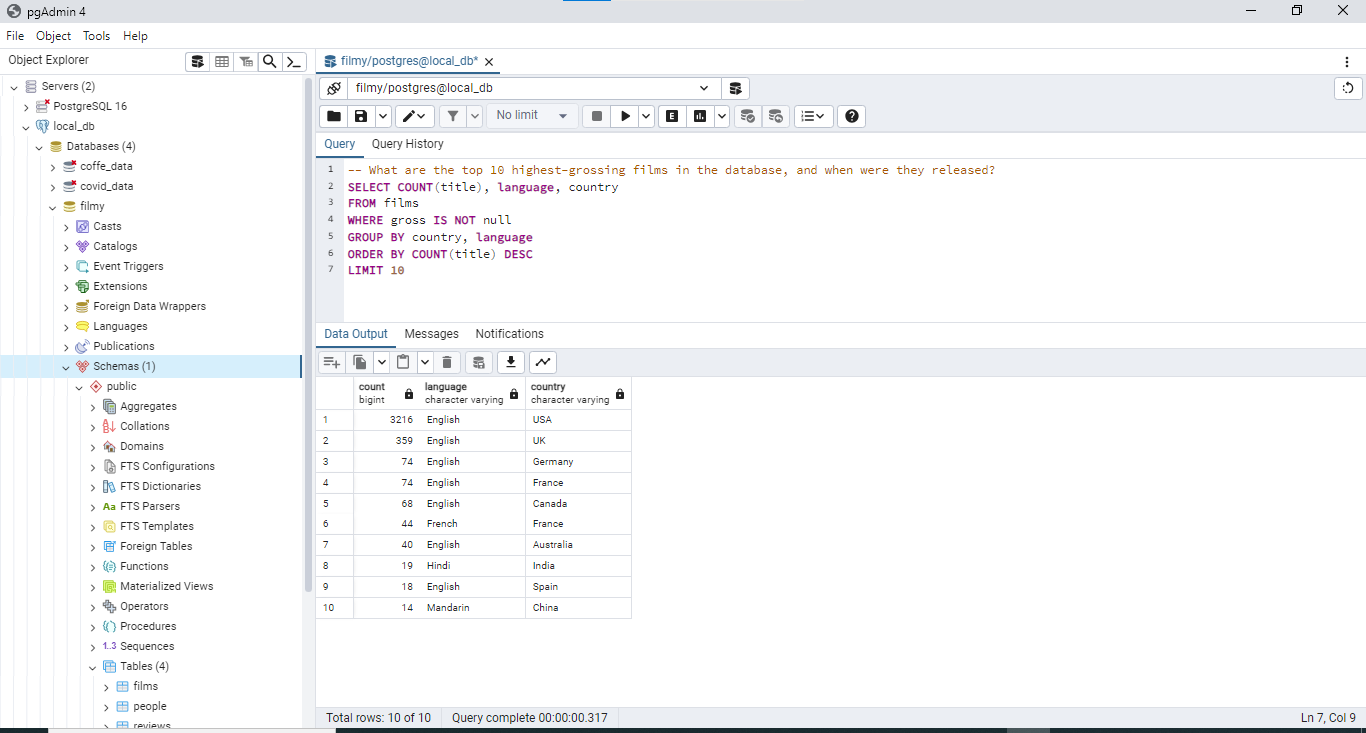 pgAdmin 4
File Object Tools Help
Object Explorer
Servers (2)
PostgreSQL 16
local_db
Databases (4)
coffe_data
covid_data
filmy
Casts
Catalogs
Event Triggers
Extensions
Foreign Data Wrappers
Languages
Publications
Schemas (1)
public
Aggregates
Collations
Domains
FTS Configurations
FTS Dictionaries
Aa FTS Parsers
FTS Templates
Foreign Tables
Functions
Materialized Views
Operators
Procedures
1..3 Sequences
Tables (4)
films
people
reviews
filmy/postgres@local_db*
filmy/postgres@local_db
No limit
E
Query Query History
1 -- What are the top 10 highest-grossing films in the database, and when were they released?
2 SELECT COUNT(title), language, country
3 FROM films
4 WHERE gross IS NOT null
5 GROUP BY country, language
6 ORDER BY COUNT(title) DESC
7 LIMIT 10
Data Output Messages Notifications
count language country
bigint character varying character varying
1 3216 English USA
2 359 English UK
3 74 English Germany
4 74 English France
5 68 English Canada
6 44 French France
7 40 English Australia
8 19 Hindi India
9 18 English Spain
10 14 Mandarin China
Total rows: 10 of 10 Query complete 00:00:00.317 Ln 7, Col 9